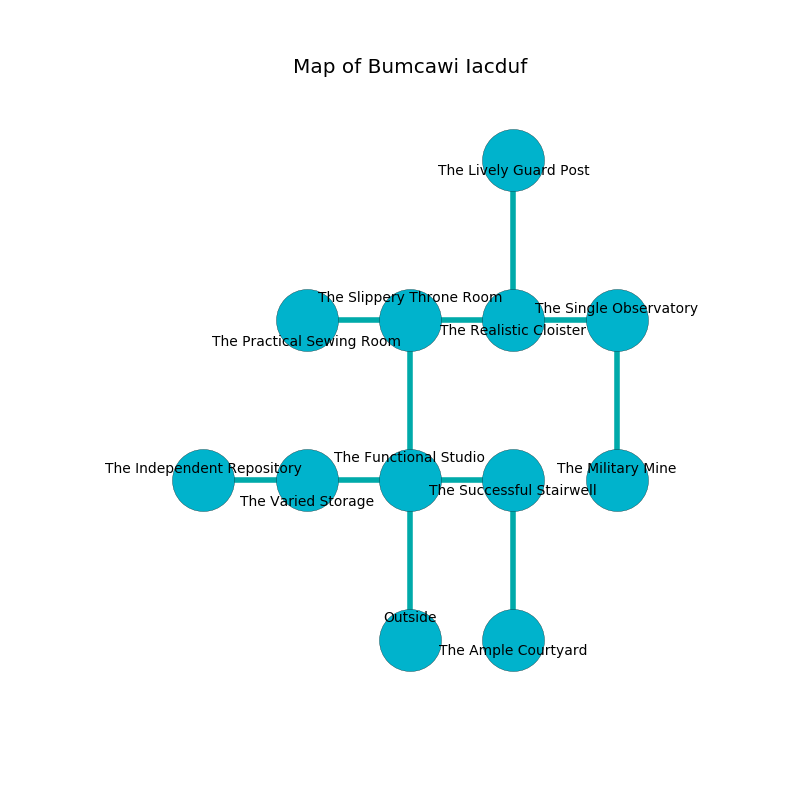 Map of Bumcawi Iacduf
The Lively Guard Post
The Slippery Throne Room
The Single Observatory
The Realistic Cloister
The Practical Sewing Room
The Functional Studio
The Independent Repository
The Military Mine
The Successful Stairwell
The Varied Storage
Outside
The Ample Courtyard